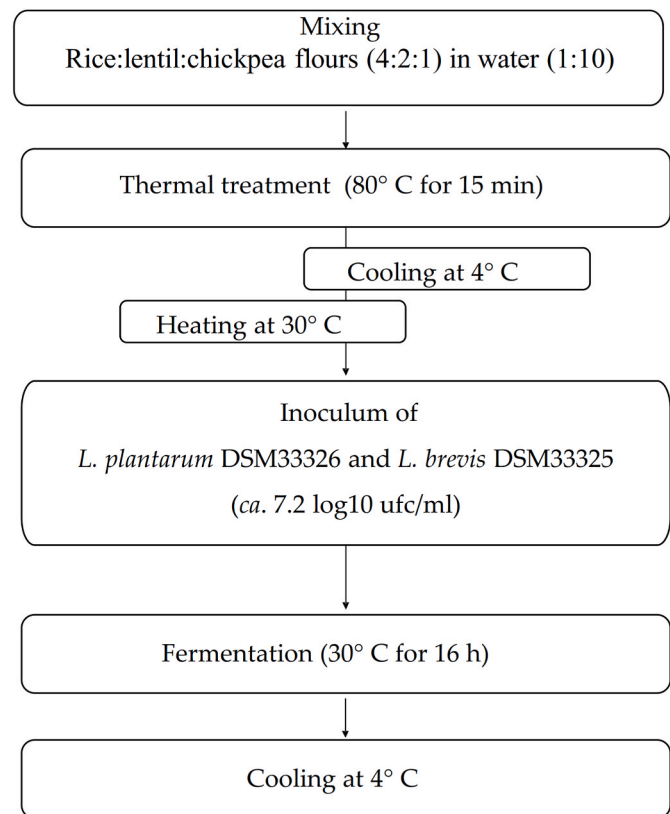 Mixing
Rice:lentil:chickpea flours (4:2:1) in water (1:10)
Thermal treatment (80° C for 15 min)
Cooling at 4° C
Heating at 30° C
Inoculum of
L. plantarum DSM33326 and L. brevis DSM33325
(ca. 7.2 log10 ufc/ml)
Fermentation (30° C for 16 h)
Cooling at 4° C